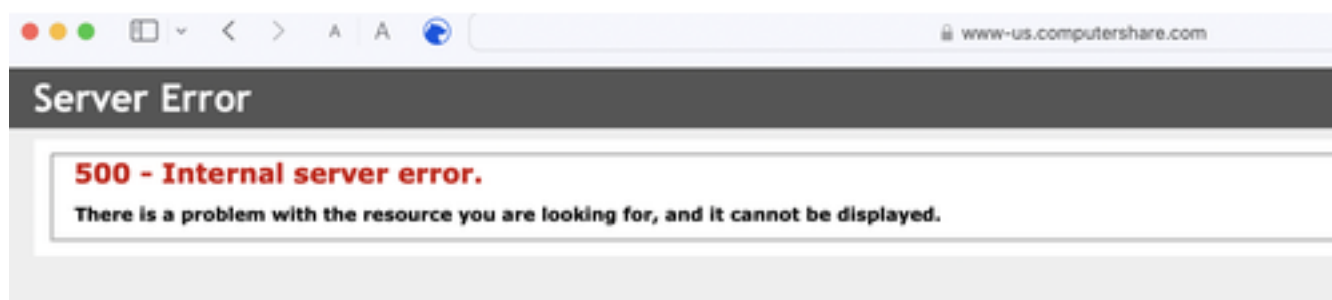 A A www-us.computershare.com
Server Error
500 - Internal server error.
There is a problem with the resource you are looking for, and it cannot be displayed.